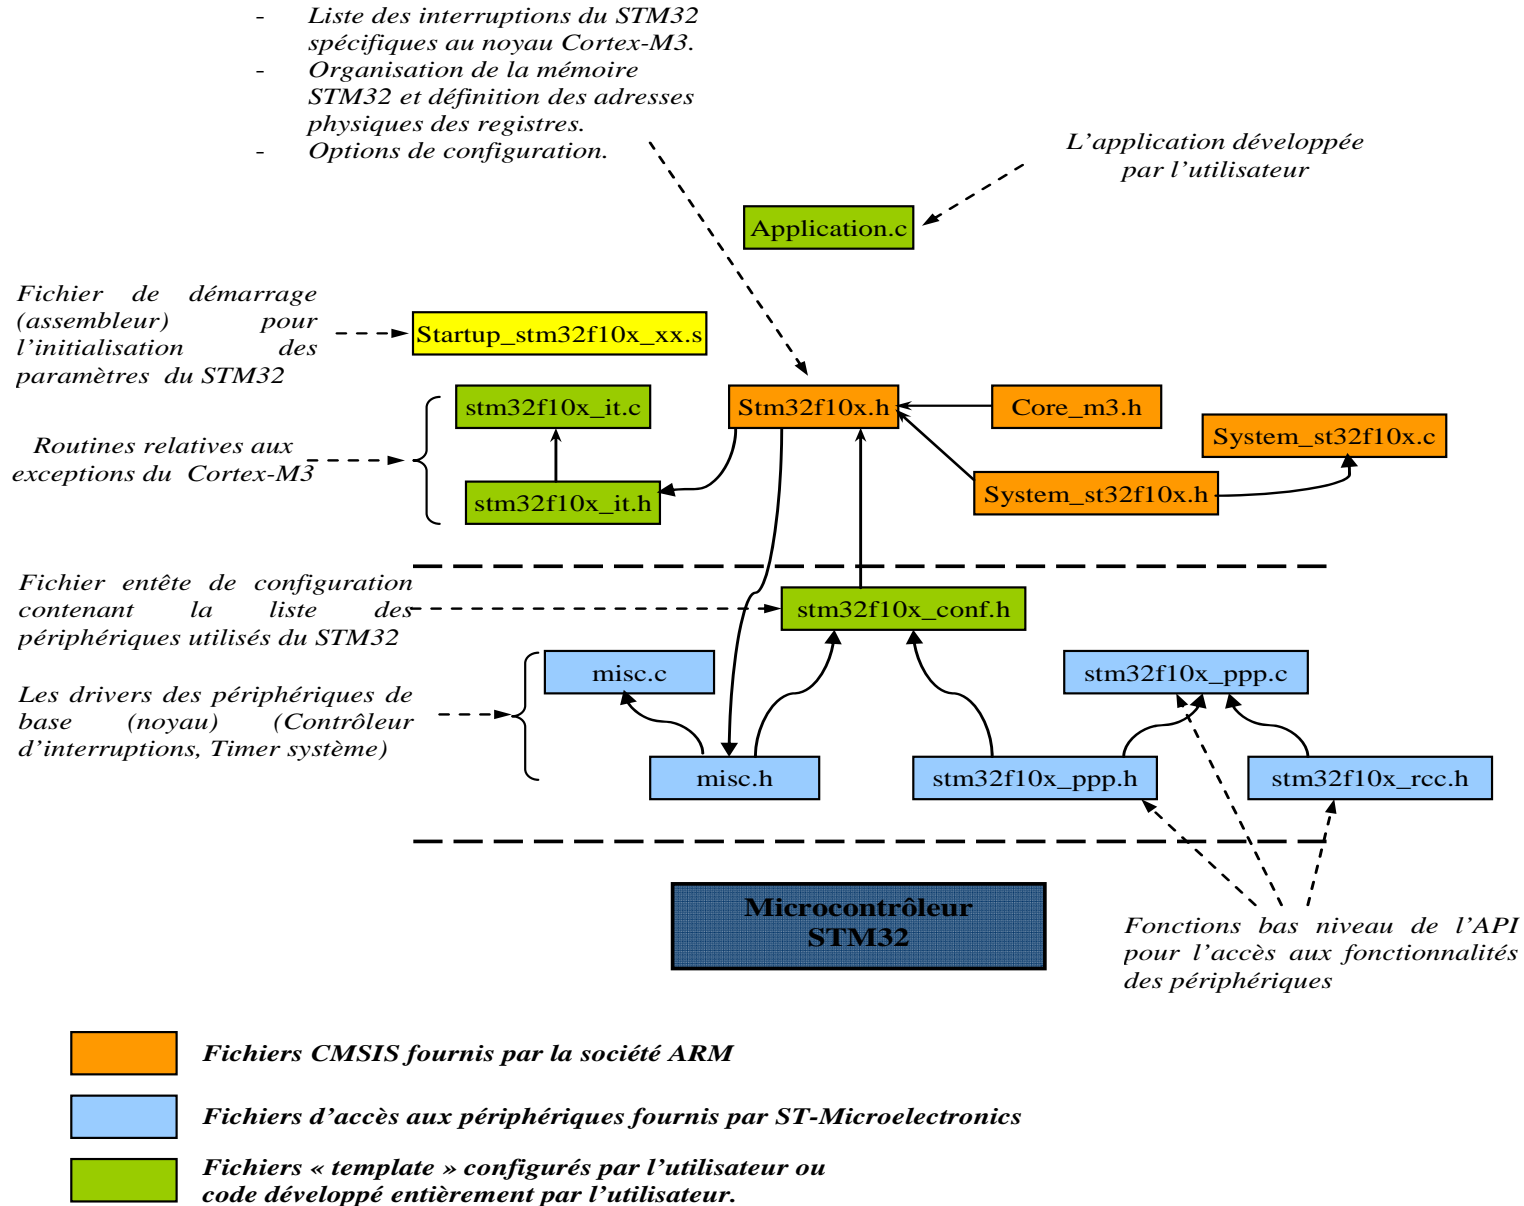 - Liste des interruptions du STM32
spécifiques au noyau Cortex-M3.
- Organisation de la mémoire
STM32 et définition des adresses
physiques des registres.
- Options de configuration.
L’application développée
par l’utilisateur
Application.c
Fichier de démarrage
(assembleur) pour
l’initialisation des
paramètres du STM32
Startup_stm32f10x_xx.s
stm32f10x_it.c
Stm32f10x.h
Core_m3.h
System_st32f10x.c
Routines relatives aux
exceptions du Cortex-M3
stm32f10x_it.h
System_st32f10x.h
Fichier entête de configuration
contenant la liste des
périphériques utilisés du STM32
stm32f10x_conf.h
misc.c
stm32f10x_ppp.c
Les drivers des périphériques de
base (noyau) (Contrôleur
d’interruptions, Timer système)
misc.h
stm32f10x_ppp.h
stm32f10x_rcc.h
Microcontrôleur
STM32
Fonctions bas niveau de l’API
pour l’accès aux fonctionnalités
des périphériques
Fichiers CMSIS fournis par la société ARM
Fichiers d’accès aux périphériques fournis par ST-Microelectronics
Fichiers « template » configurés par l’utilisateur ou
code développé entièrement par l’utilisateur.